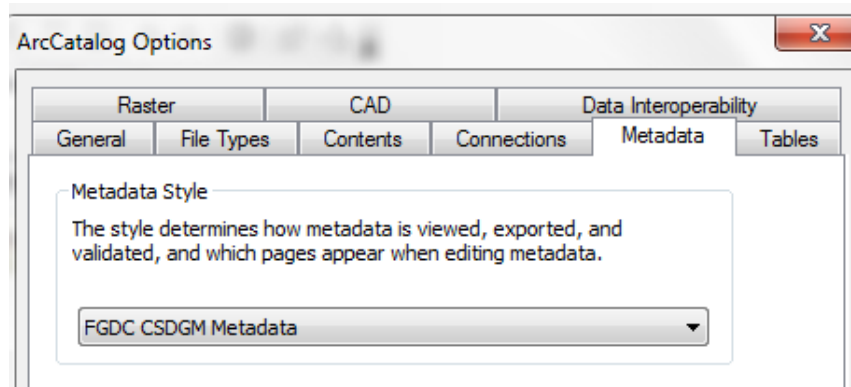 ArcCatalog Options
Raster CAD Data Interoperability
General File Types Contents Connections Metadata Tables
Metadata Style
The style determines how metadata is viewed, exported, and
validated, and which pages appear when editing metadata.
FGDC CSDGM Metadata